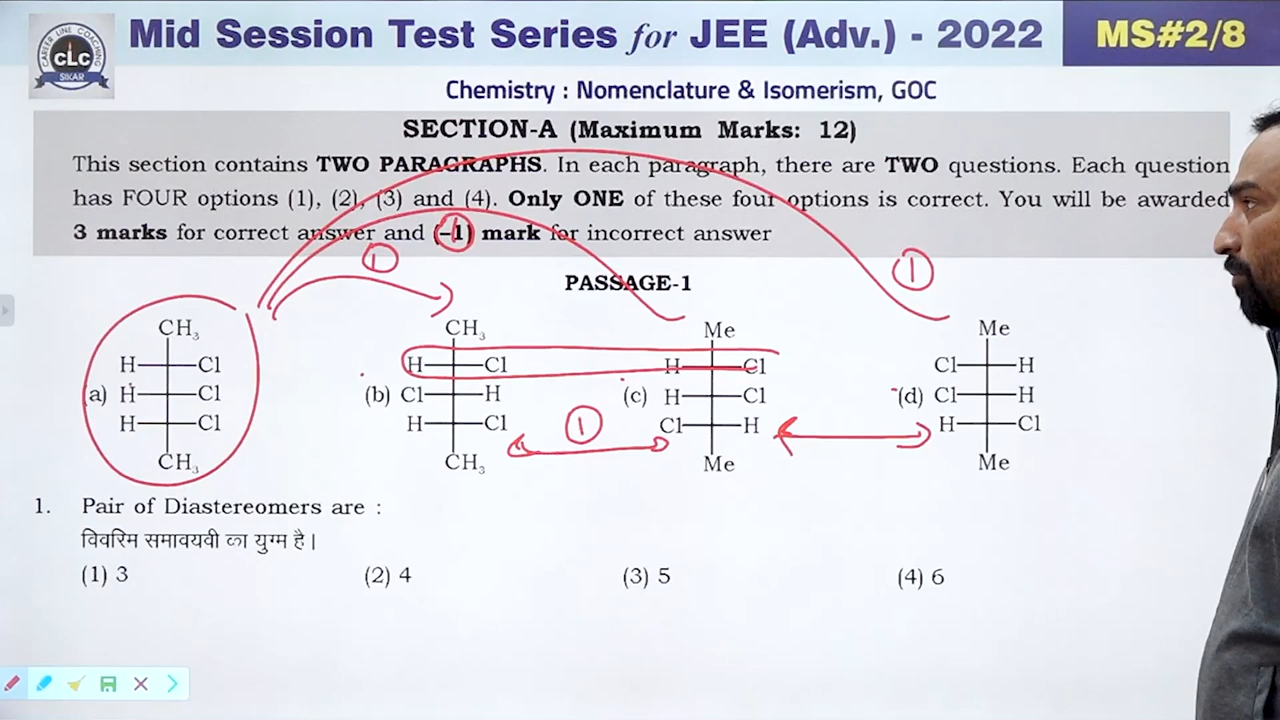 Mid Session Test Series for JEE (Adv.) - 2022 MS#2/8
CAREER LINE COACHING
CLC
SIKAR
Chemistry : Nomenclature & Isomerism, GOC
SECTION-A (Maximum Marks: 12)
This section contains TWO PARAGRAPHS. In each paragraph, there are TWO questions. Each question
has FOUR options (1), (2), (3) and (4). Only ONE of these four options is correct. You will be awarded
3 marks for correct answer and (–1) mark for incorrect answer
① ①
PASSAGE-1
CH₃ CH₃ Me Me
H Cl H Cl H Cl Cl H
(a) H Cl (b) Cl H (c) H Cl (d) Cl H
H Cl H Cl Cl H H Cl
①
CH₃ CH₃ Me Me
1. Pair of Diastereomers are :
विवरिम समावयवी का युग्म है।
(1) 3 (2) 4 (3) 5 (4) 6